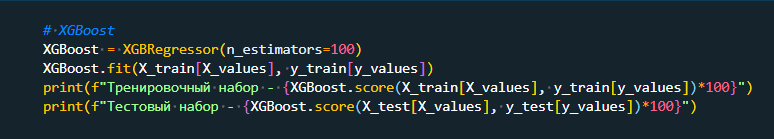 # XGBoost
XGBoost = XGBRegressor(n_estimators=100)
XGBoost.fit(X_train[X_values], y_train[y_values])
print(f"Тренировочный набор - {XGBoost.score(X_train[X_values], y_train[y_values])*100}")
print(f"Тестовый набор - {XGBoost.score(X_test[X_values], y_test[y_values])*100}")